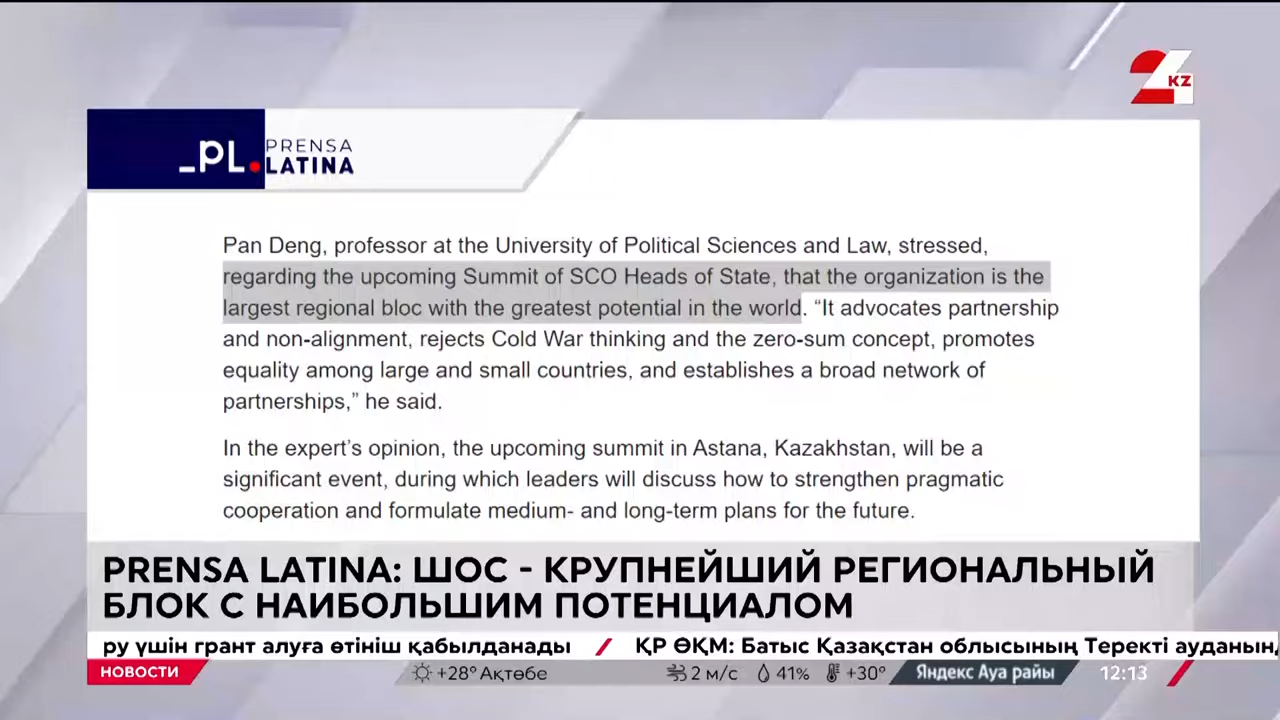 24 KZ
_PL. PRENSA
LATINA
Pan Deng, professor at the University of Political Sciences and Law, stressed,
regarding the upcoming Summit of SCO Heads of State, that the organization is the
largest regional bloc with the greatest potential in the world. “It advocates partnership
and non-alignment, rejects Cold War thinking and the zero-sum concept, promotes
equality among large and small countries, and establishes a broad network of
partnerships,” he said.
In the expert’s opinion, the upcoming summit in Astana, Kazakhstan, will be a
significant event, during which leaders will discuss how to strengthen pragmatic
cooperation and formulate medium- and long-term plans for the future.
PRENSA LATINA: ШОС - КРУПНЕЙШИЙ РЕГИОНАЛЬНЫЙ
БЛОК С НАИБОЛЬШИМ ПОТЕНЦИАЛОМ
ру үшін грант алуға өтініш қабылданады / ҚР ӨҚМ: Батыс Қазақстан облысының Теректі ауданынд
НОВОСТИ +28° Ақтөбе 2 м/с 41% +30° Яндекс Ауа райы 12:13